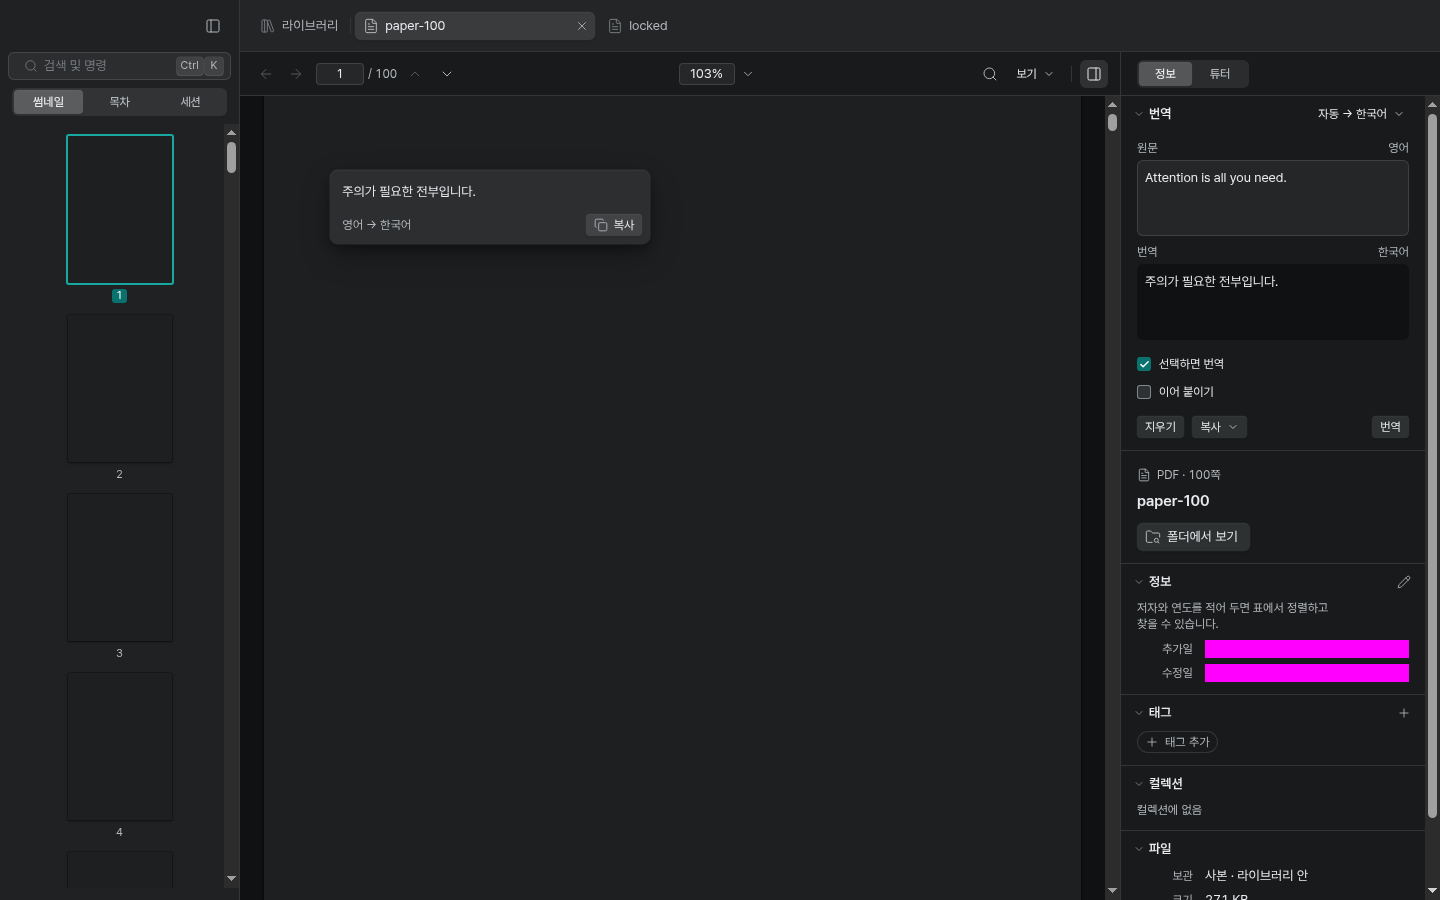 라이브러리
paper-100
locked
검색 및 명령
Ctrl K
썸네일
목차
세션
1
2
3
4
1 / 100
103%
보기
주의가 필요한 전부입니다.
영어 → 한국어
복사
정보
튜터
번역
자동 → 한국어
원문
영어
Attention is all you need.
번역
한국어
주의가 필요한 전부입니다.
선택하면 번역
이어 붙이기
지우기
복사
번역
PDF · 100쪽
paper-100
폴더에서 보기
정보
저자와 연도를 적어 두면 표에서 정렬하고
찾을 수 있습니다.
추가일
수정일
태그
태그 추가
컬렉션
컬렉션에 없음
파일
보관 사본 · 라이브러리 안